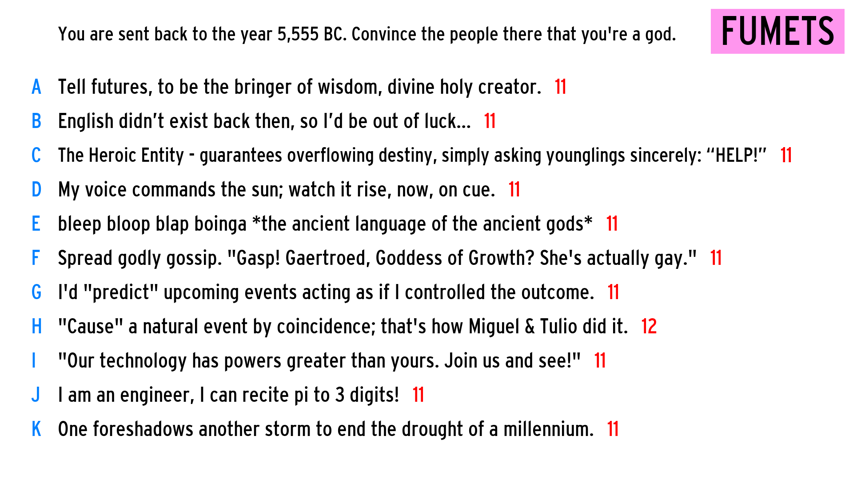 You are sent back to the year 5,555 BC. Convince the people there that you're a god.
FUMETS
A Tell futures, to be the bringer of wisdom, divine holy creator. 11
B English didn’t exist back then, so I’d be out of luck... 11
C The Heroic Entity - guarantees overflowing destiny, simply asking younglings sincerely: “HELP!” 11
D My voice commands the sun; watch it rise, now, on cue. 11
E bleep bloop blap boinga *the ancient language of the ancient gods* 11
F Spread godly gossip. "Gasp! Gaertroed, Goddess of Growth? She's actually gay." 11
G I'd "predict" upcoming events acting as if I controlled the outcome. 11
H "Cause" a natural event by coincidence; that's how Miguel & Tulio did it. 12
I "Our technology has powers greater than yours. Join us and see!" 11
J I am an engineer, I can recite pi to 3 digits! 11
K One foreshadows another storm to end the drought of a millennium. 11